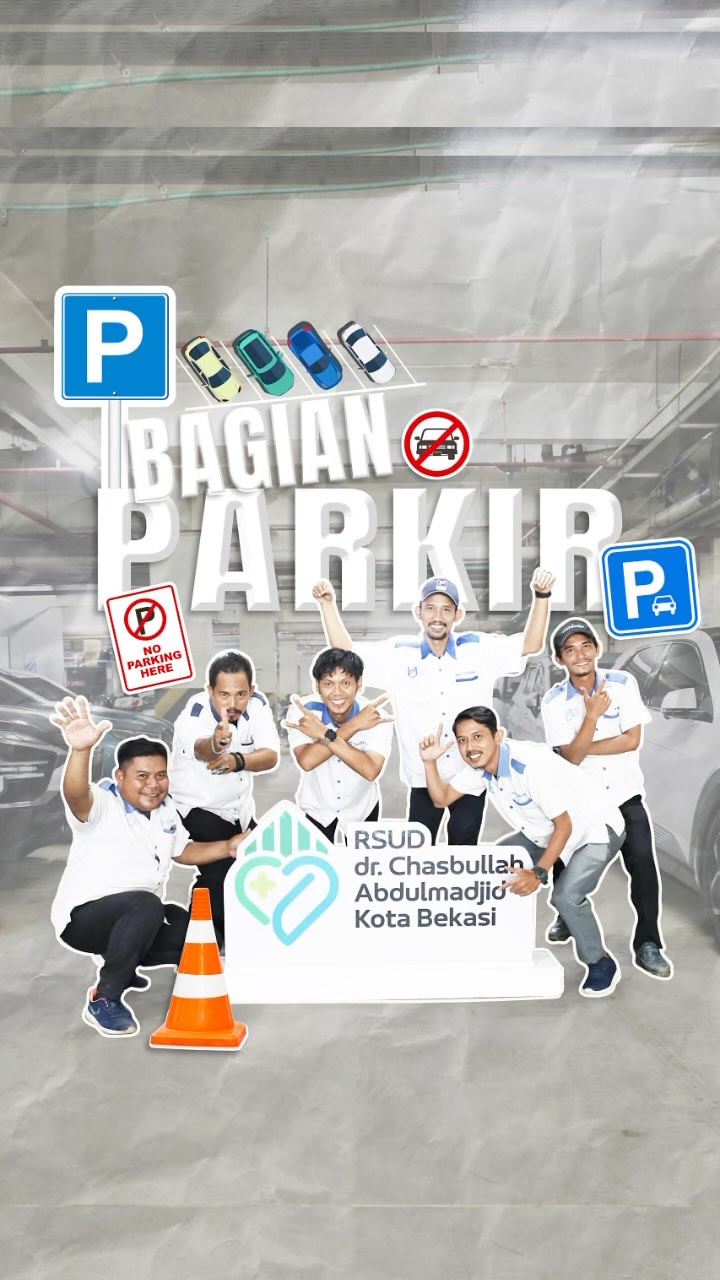 P
BAGIAN
PARKIR
P
P
NO
PARKING
HERE
RSUD
dr. Chasbullah
Abdulmadjid
Kota Bekasi